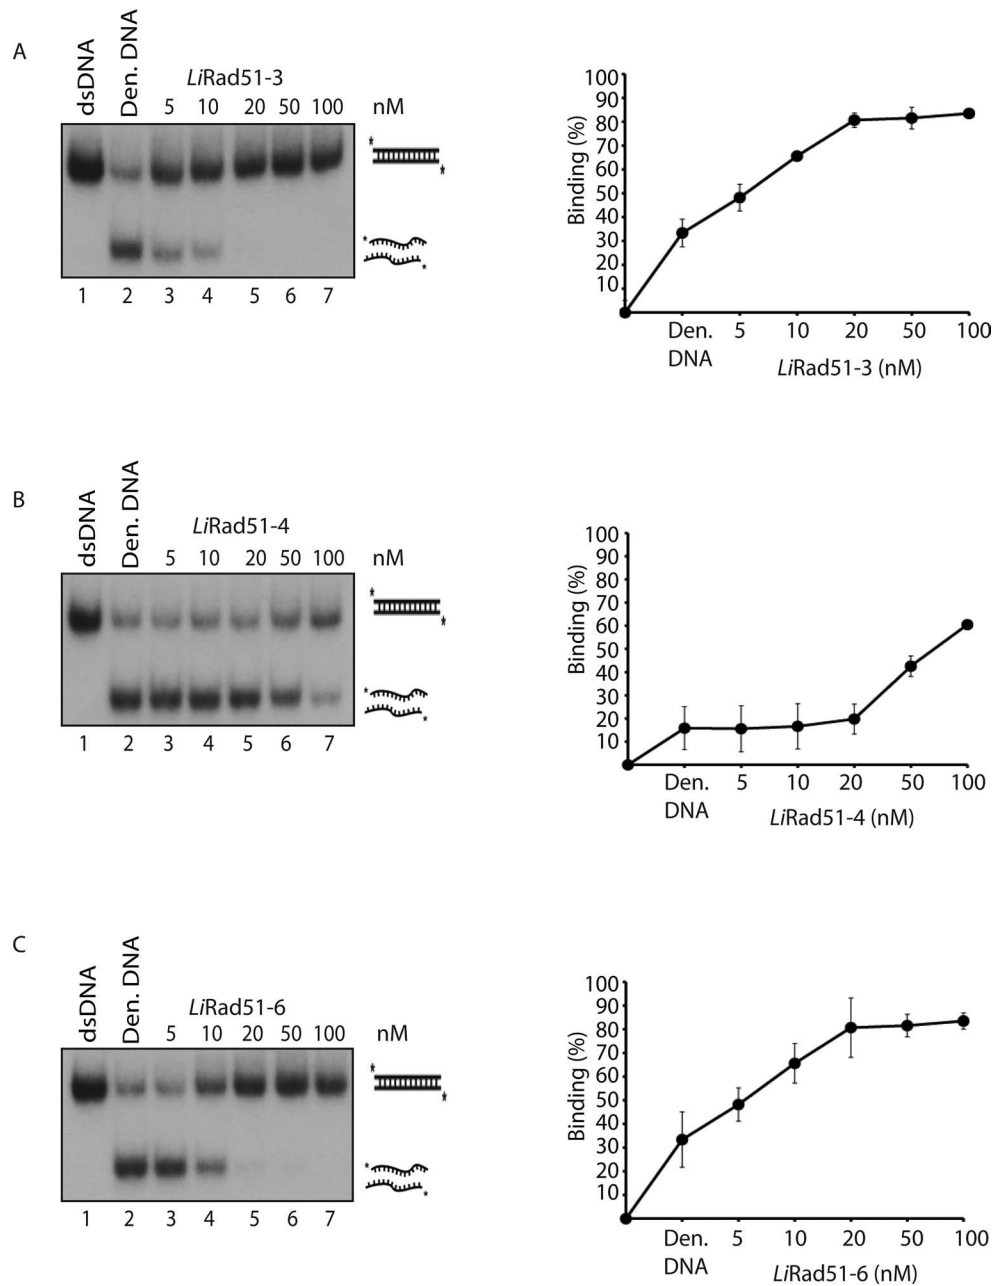 A
dsDNA
Den. DNA
LiRad51-3
5 10 20 50 100 nM
1 2 3 4 5 6 7
Binding (%)
100
90
80
70
60
50
40
30
20
10
Den. DNA 5 10 20 50 100
LiRad51-3 (nM)
B
dsDNA
Den. DNA
LiRad51-4
5 10 20 50 100 nM
1 2 3 4 5 6 7
Binding (%)
100
90
80
70
60
50
40
30
20
10
Den. DNA 5 10 20 50 100
LiRad51-4 (nM)
C
dsDNA
Den. DNA
LiRad51-6
5 10 20 50 100 nM
1 2 3 4 5 6 7
Binding (%)
100
90
80
70
60
50
40
30
20
10
Den. DNA 5 10 20 50 100
LiRad51-6 (nM)